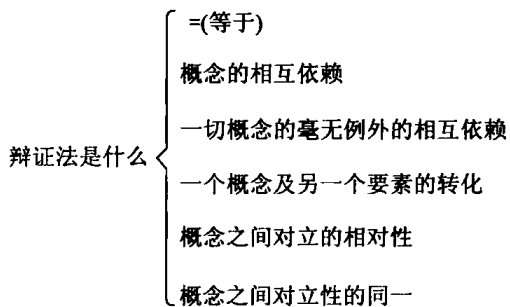 =(等于)
概念的相互依赖
一切概念的毫无例外的相互依赖
辩证法是什么
一个概念及另一个要素的转化
概念之间对立的相对性
概念之间对立性的同一